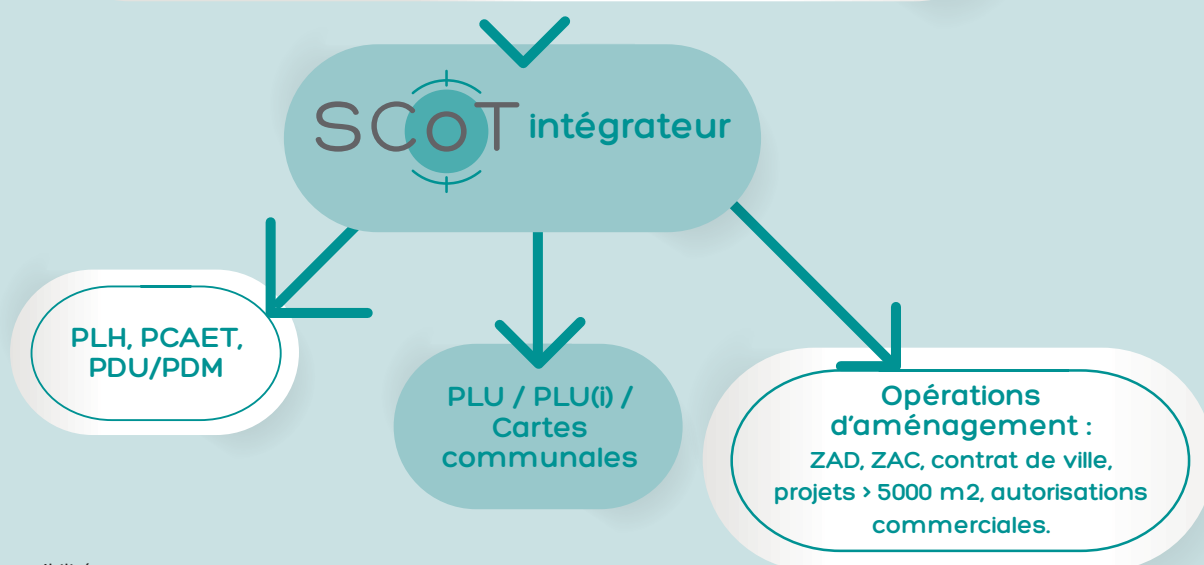 SCoT intégrateur
PLH, PCAET,
PDU/PDM
PLU / PLU(i) /
Cartes
communales
Opérations
d'aménagement :
ZAD, ZAC, contrat de ville,
projets > 5000 m2, autorisations
commerciales.